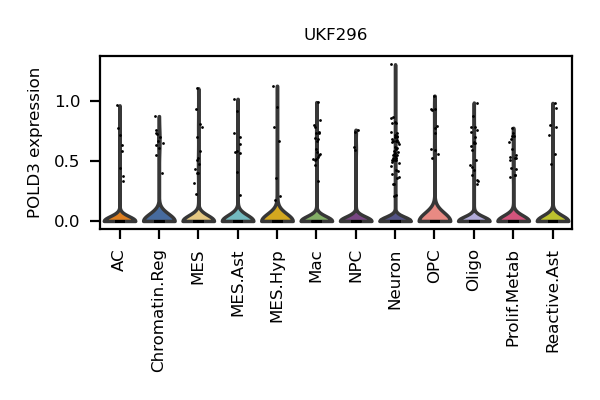 UKF296
POLD3 expression
1.0
0.5
0.0
AC
Chromatin.Reg
MES
MES.Ast
MES.Hyp
Mac
NPC
Neuron
OPC
Oligo
Prolif.Metab
Reactive.Ast